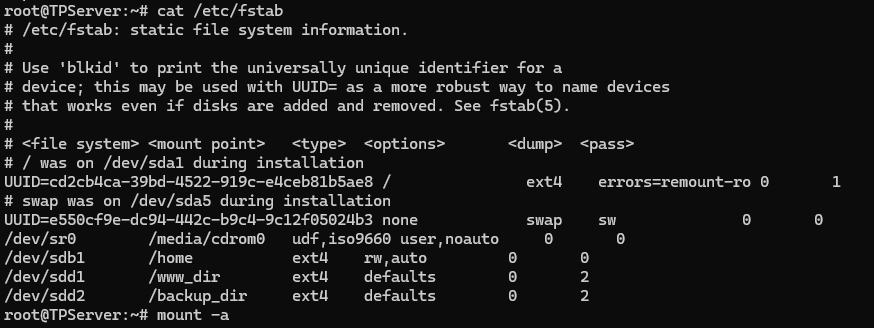 root@TPServer:~# cat /etc/fstab
# /etc/fstab: static file system information.
#
# Use 'blkid' to print the universally unique identifier for a
# device; this may be used with UUID= as a more robust way to name devices
# that works even if disks are added and removed. See fstab(5).
#
# <file system> <mount point>   <type>  <options>       <dump>  <pass>
# / was on /dev/sda1 during installation
UUID=cd2cb4ca-39bd-4522-919c-e4ceb81b5ae8 /               ext4    errors=remount-ro 0       1
# swap was on /dev/sda5 during installation
UUID=e550cf9e-dc94-442c-b9c4-9c12f05024b3 none            swap    sw              0       0
/dev/sr0        /media/cdrom0   udf,iso9660 user,noauto     0       0
/dev/sdb1       /home           ext4    rw,auto         0       0
/dev/sdd1       /www_dir        ext4    defaults        0       2
/dev/sdd2       /backup_dir     ext4    defaults        0       2
root@TPServer:~# mount -a